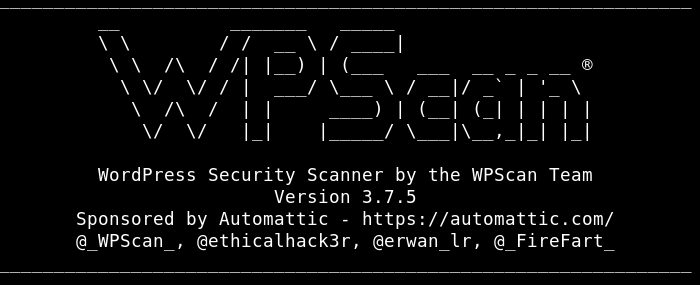 WPScan ®
WordPress Security Scanner by the WPScan Team
Version 3.7.5
Sponsored by Automattic - https://automattic.com/
@_WPScan_, @ethicalhack3r, @erwan_lr, @_FireFart_